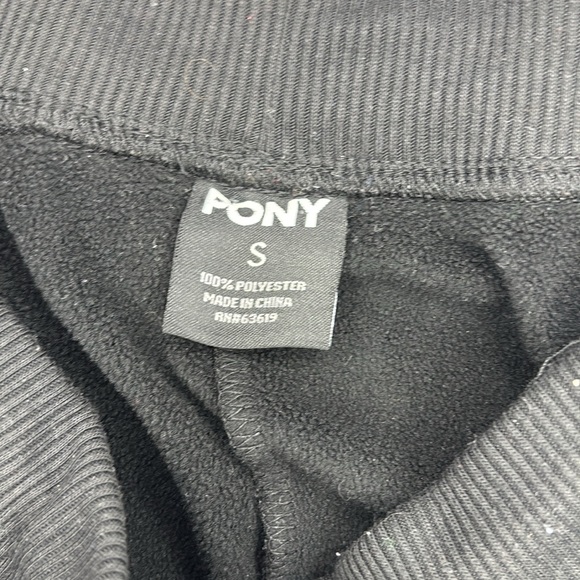 PONY
S
100% POLYESTER
MADE IN CHINA
RN#63619